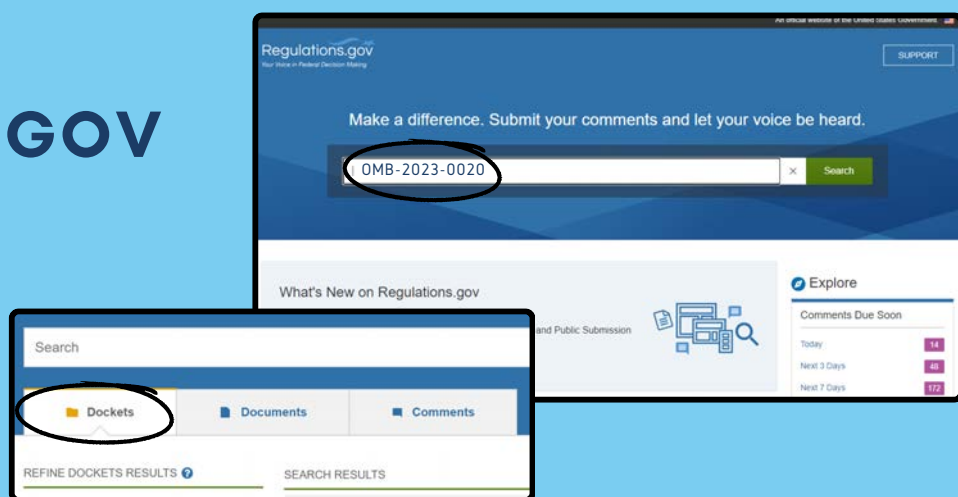 GOV
An official website of the United States Government
Regulations.gov
Your Voice in Federal Decision Making
SUPPORT
Make a difference. Submit your comments and let your voice be heard.
OMB-2023-0020
× Search
What's New on Regulations.gov
and Public Submission
Explore
Comments Due Soon
Today 14
Next 3 Days 48
Next 7 Days 172
Search
Dockets Documents Comments
REFINE DOCKETS RESULTS ?
SEARCH RESULTS